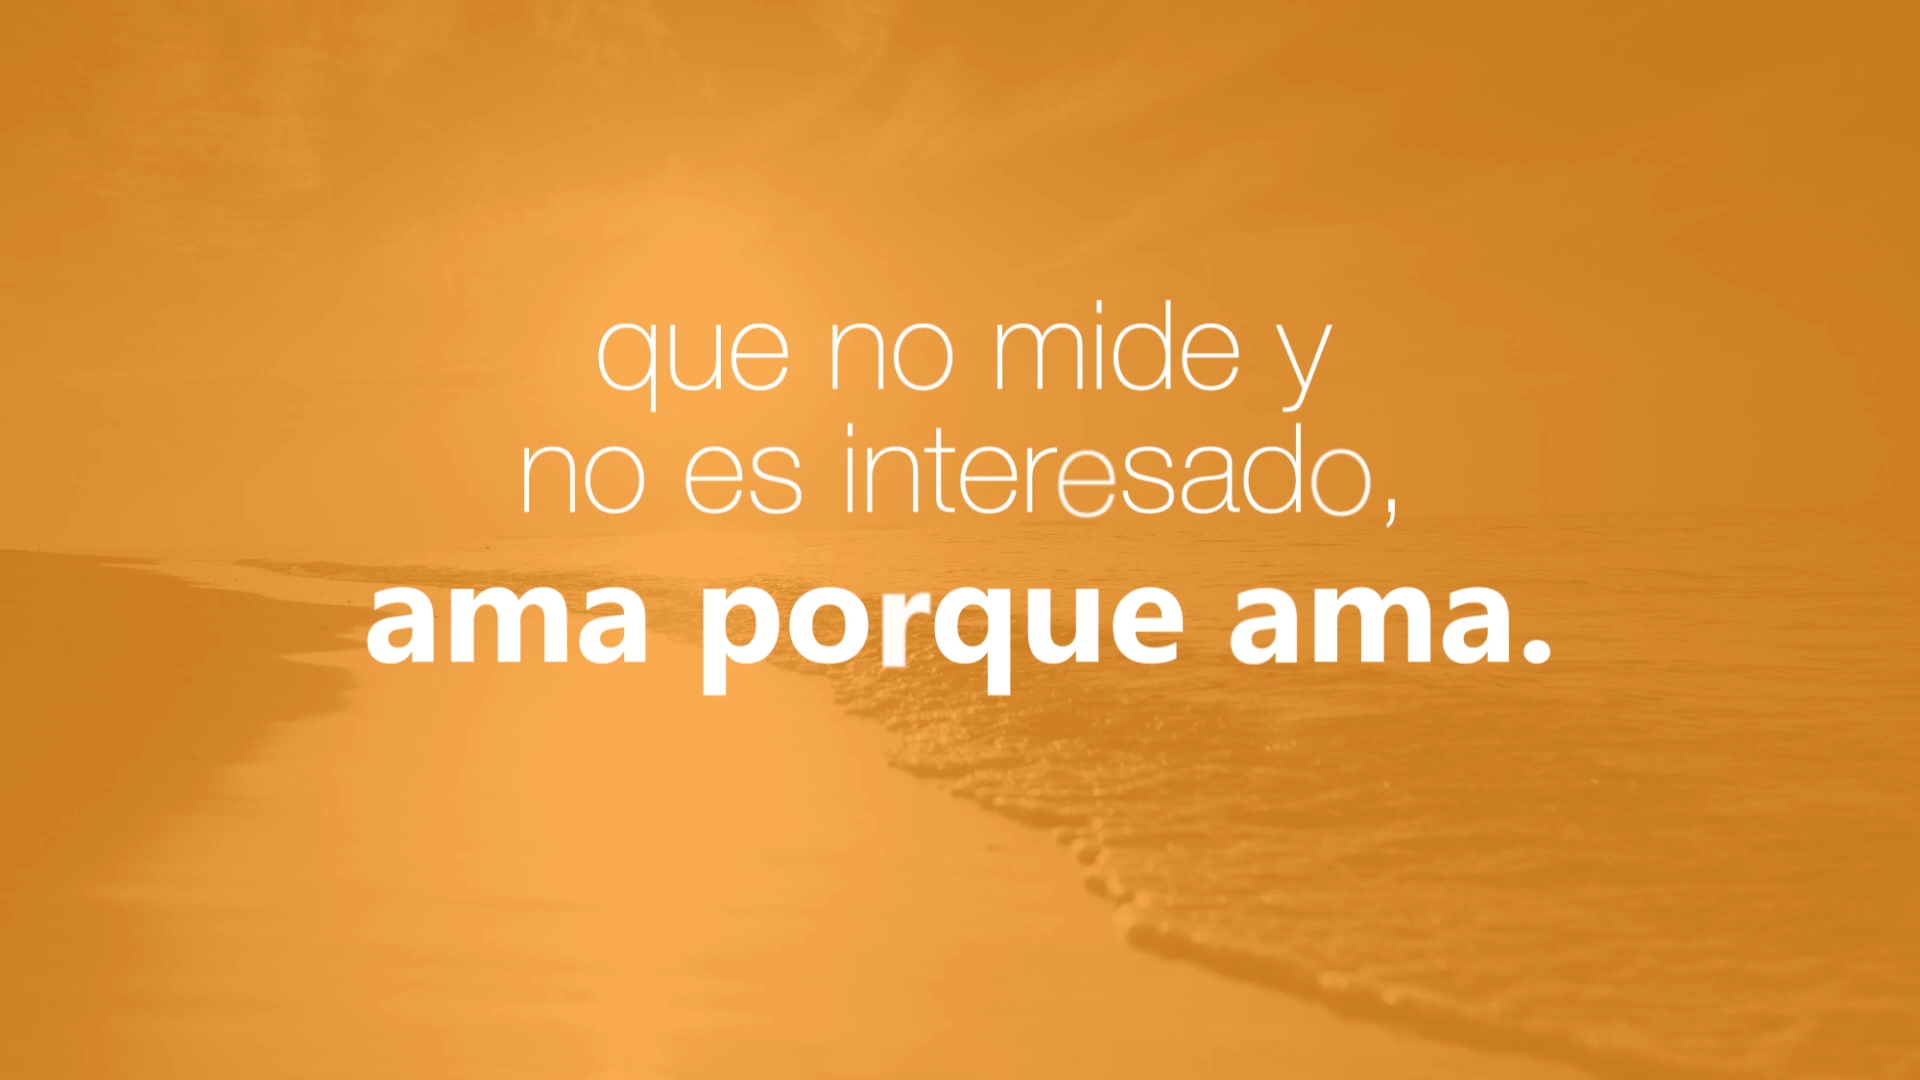 que no mide y
no es interesado,
ama porque ama.